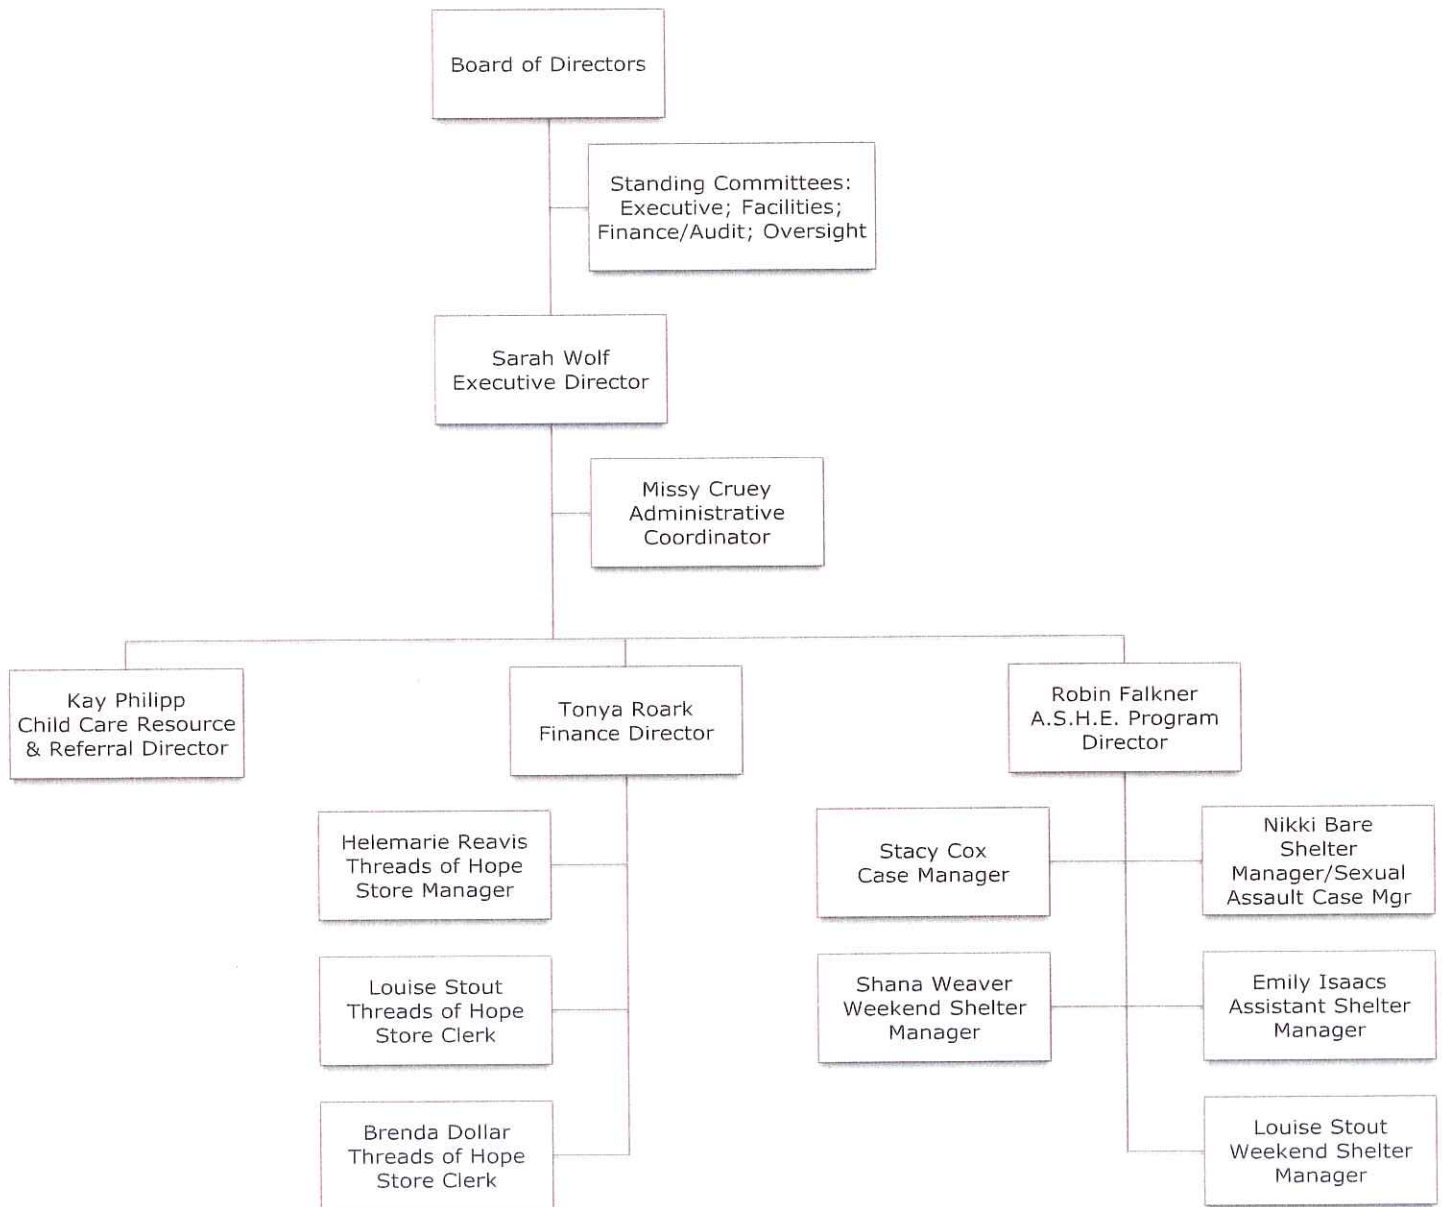 Board of Directors
Standing Committees:
Executive; Facilities;
Finance/Audit; Oversight
Sarah Wolf
Executive Director
Missy Cruey
Administrative
Coordinator
Kay Philipp
Child Care Resource
& Referral Director
Tonya Roark
Finance Director
Robin Falkner
A.S.H.E. Program
Director
Helemarie Reavis
Threads of Hope
Store Manager
Louise Stout
Threads of Hope
Store Clerk
Brenda Dollar
Threads of Hope
Store Clerk
Stacy Cox
Case Manager
Nikki Bare
Shelter
Manager/Sexual
Assault Case Mgr
Shana Weaver
Weekend Shelter
Manager
Emily Isaacs
Assistant Shelter
Manager
Louise Stout
Weekend Shelter
Manager